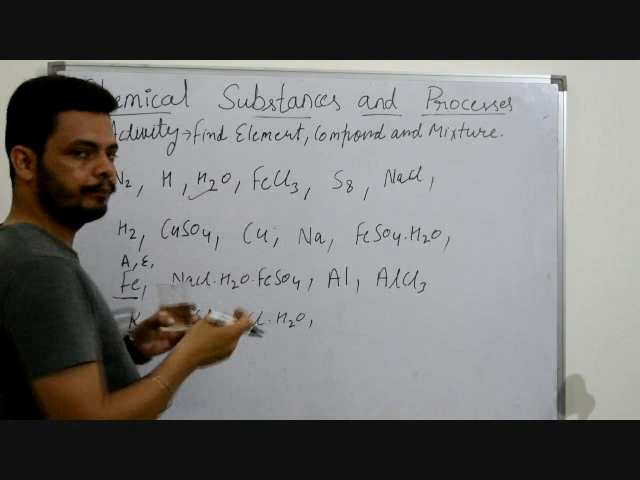 Chemical Substances and Processes
Activity → Find Element, Compound and Mixture.
N2, H, H2O, FeCl3, S8, Nacl,
H2, CuSO4, Cu, Na, FeSO4.H2O,
A, E,
Fe, Nacl.H2O.FeSO4, Al, AlCl3
K .H2O,